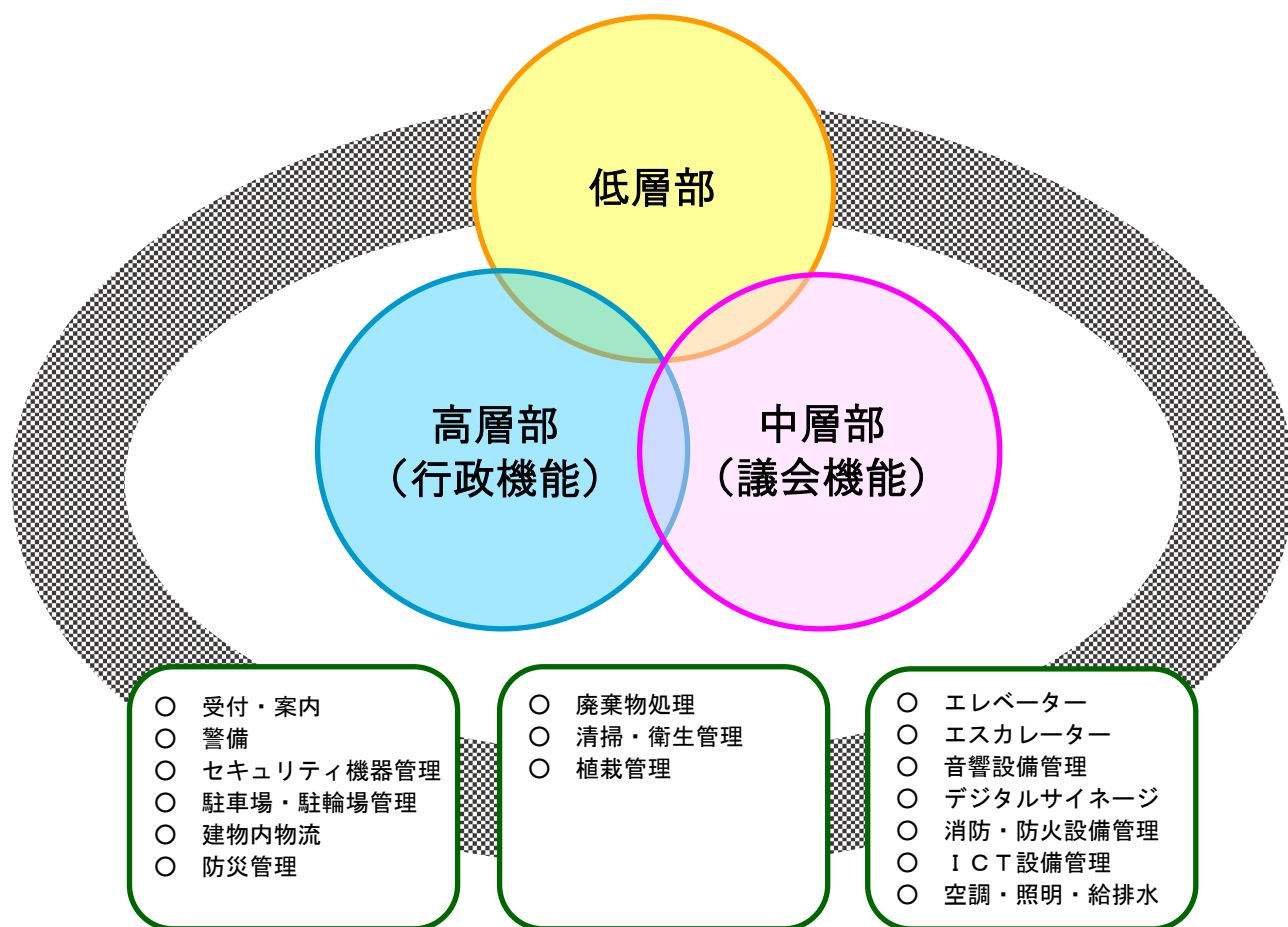 低層部
高層部
（行政機能）
中層部
（議会機能）
○ 受付・案内
○ 警備
○ セキュリティ機器管理
○ 駐車場・駐輪場管理
○ 建物内物流
○ 防災管理
○ 廃棄物処理
○ 清掃・衛生管理
○ 植栽管理
○ エレベーター
○ エスカレーター
○ 音響設備管理
○ デジタルサイネージ
○ 消防・防火設備管理
○ ＩＣＴ設備管理
○ 空調・照明・給排水